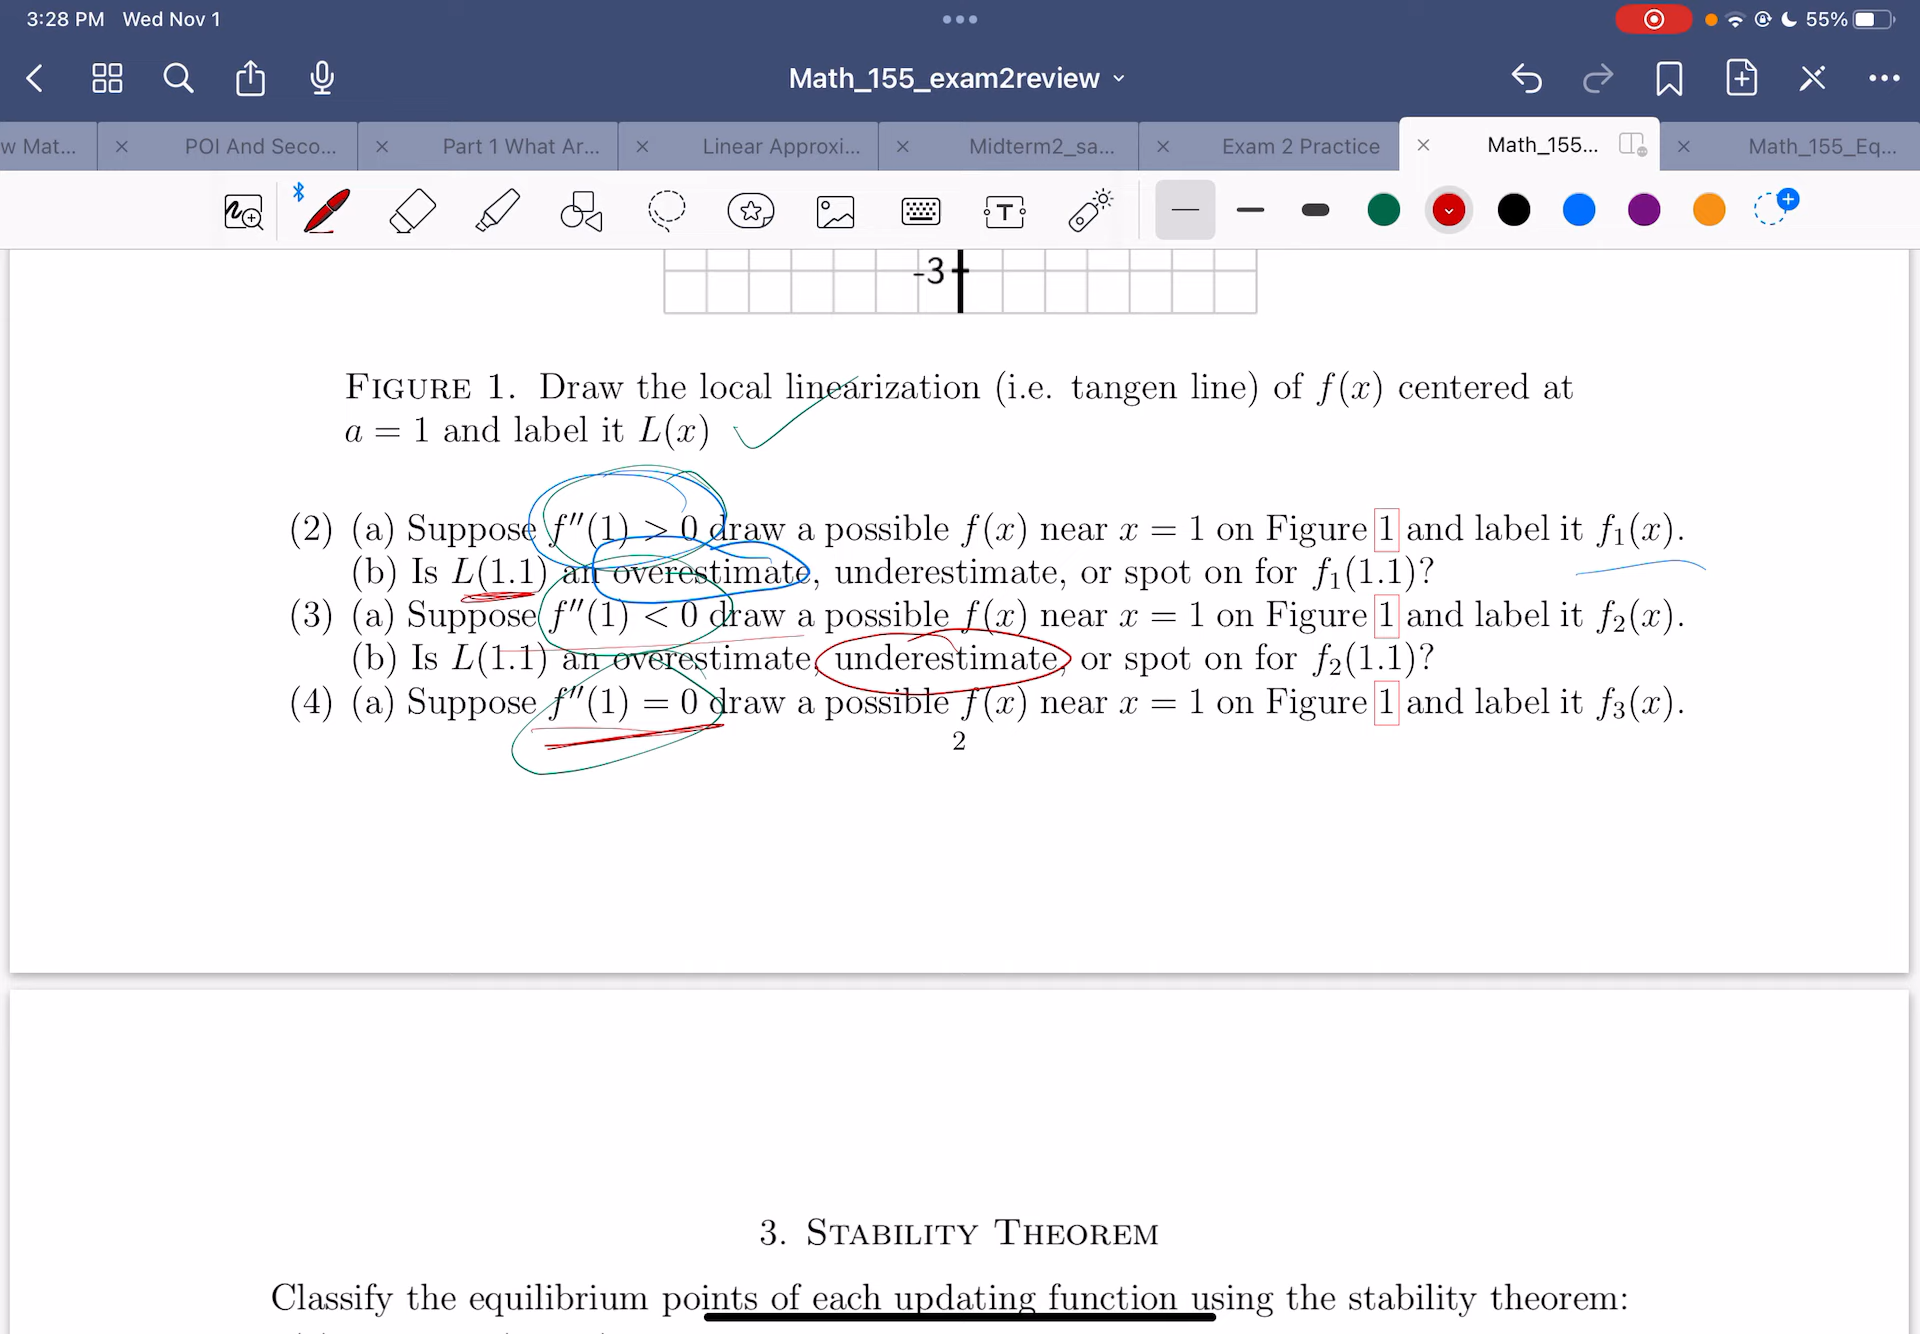 3:28 PM Wed Nov 1
55%
Math_155_exam2review
w Mat...
POI And Seco...
Part 1 What Ar...
Linear Approxi...
Midterm2_sa...
Exam 2 Practice
Math_155...
Math_155_Eq...
T
-3
FIGURE 1. Draw the local linearization (i.e. tangen line) of f(x) centered at
a = 1 and label it L(x)
(2) (a) Suppose f″(1) > 0 draw a possible f(x) near x = 1 on Figure 1 and label it f₁(x).
(b) Is L(1.1) an overestimate, underestimate, or spot on for f₁(1.1)?
(3) (a) Suppose f″(1) < 0 draw a possible f(x) near x = 1 on Figure 1 and label it f₂(x).
(b) Is L(1.1) an overestimate, underestimate, or spot on for f₂(1.1)?
(4) (a) Suppose f″(1) = 0 draw a possible f(x) near x = 1 on Figure 1 and label it f₃(x).
2
3. STABILITY THEOREM
Classify the equilibrium points of each updating function using the stability theorem: